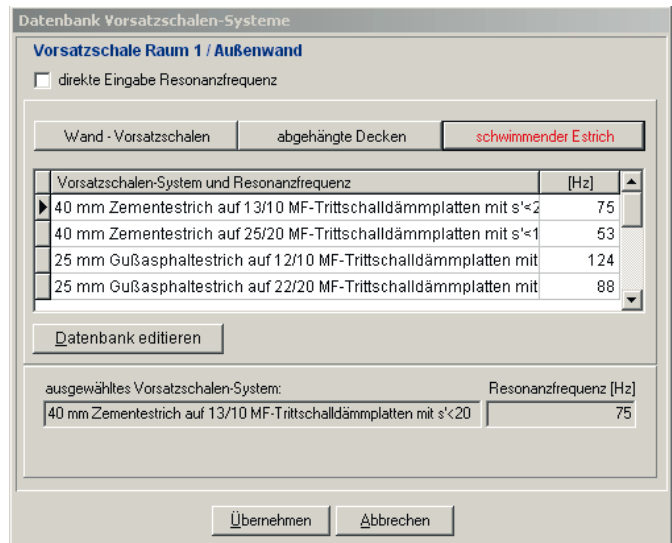 Datenbank Vorsatzschalen-Systeme
Vorsatzschale Raum 1 / Außenwand
direkte Eingabe Resonanzfrequenz
Wand - Vorsatzschalen abgehängte Decken schwimmender Estrich
Vorsatzschalen-System und Resonanzfrequenz [Hz]
40 mm Zementestrich auf 13/10 MF-Trittschalldämmplatten mit s'<2 75
40 mm Zementestrich auf 25/20 MF-Trittschalldämmplatten mit s'<1 53
25 mm Gußasphaltestrich auf 12/10 MF-Trittschalldämmplatten mit 124
25 mm Gußasphaltestrich auf 22/20 MF-Trittschalldämmplatten mit 88
Datenbank editieren
ausgewähltes Vorsatzschalen-System: Resonanzfrequenz [Hz]
40 mm Zementestrich auf 13/10 MF-Trittschalldämmplatten mit s'<20 75
Übernehmen Abbrechen